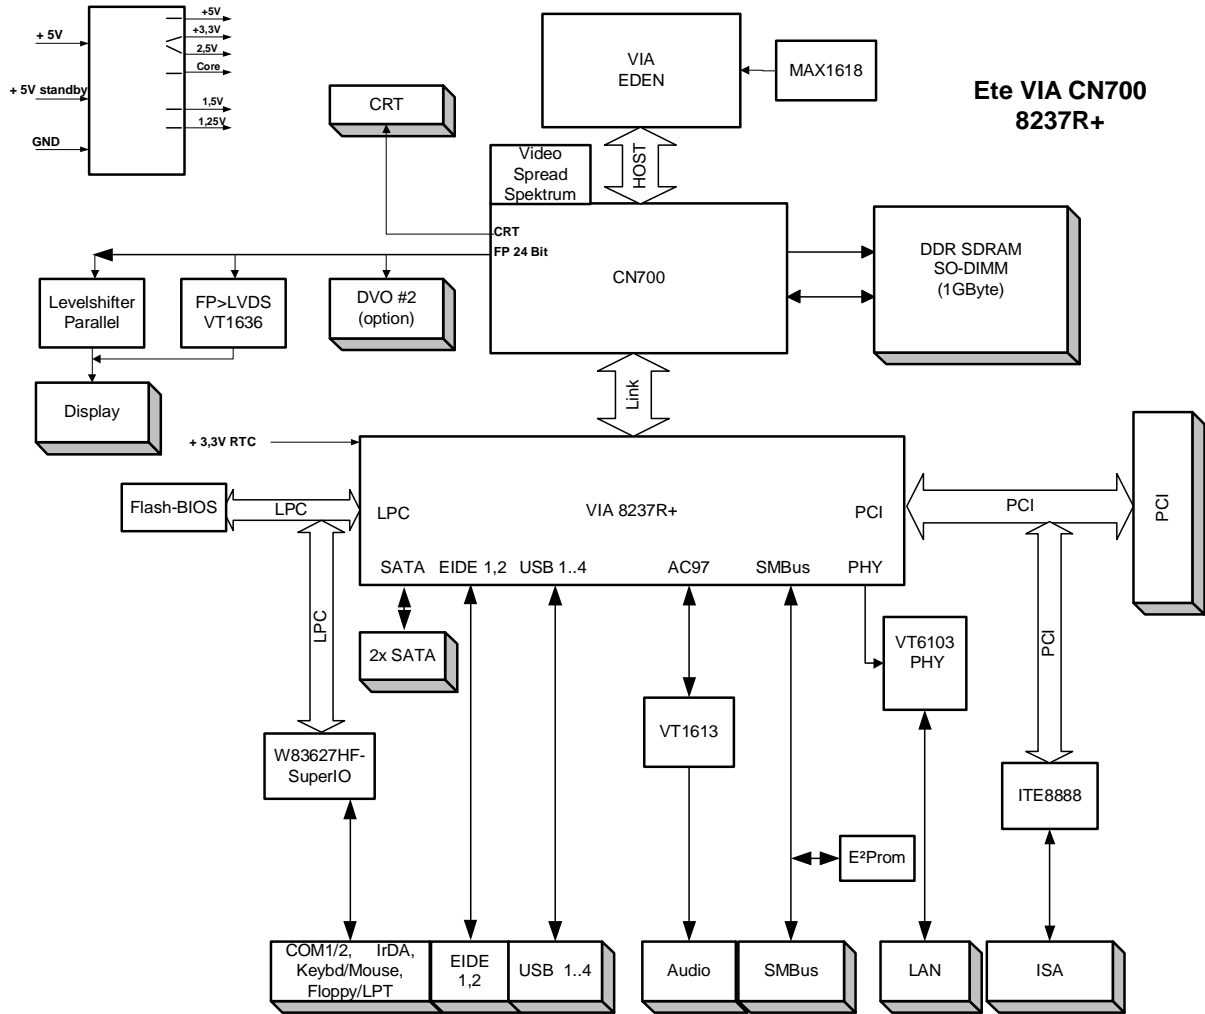 +5V
+3,3V
+ 5V
2,5V
Core
+ 5V standby
1,5V
1,25V
GND
VIA
EDEN
MAX1618
Ete VIA CN700
8237R+
CRT
HOST
Video
Spread
Spektrum
CRT
FP 24 Bit
CN700
DDR SDRAM
SO-DIMM
(1GByte)
Levelshifter
Parallel
FP>LVDS
VT1636
DVO #2
(option)
Display
Link
+ 3,3V RTC
Flash-BIOS
LPC
LPC
VIA 8237R+
PCI
PCI
PCI
SATA
EIDE 1,2
USB 1..4
AC97
SMBus
PHY
LPC
2x SATA
VT6103
PHY
PCI
VT1613
W83627HF-
SuperIO
ITE8888
E²Prom
COM1/2, IrDA,
Keybd/Mouse,
Floppy/LPT
EIDE
1,2
USB 1..4
Audio
SMBus
LAN
ISA